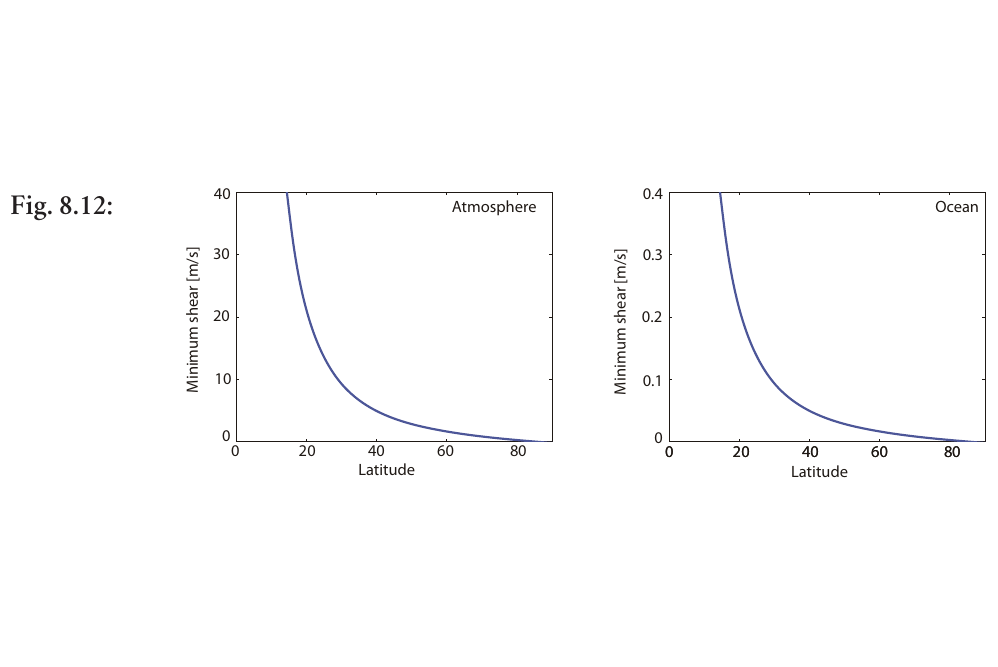 Fig. 8.12:
Atmosphere
Minimum shear [m/s]
40
30
20
10
0
0 20 40 60 80
Latitude
Ocean
Minimum shear [m/s]
0.4
0.3
0.2
0.1
0
0 20 40 60 80
Latitude